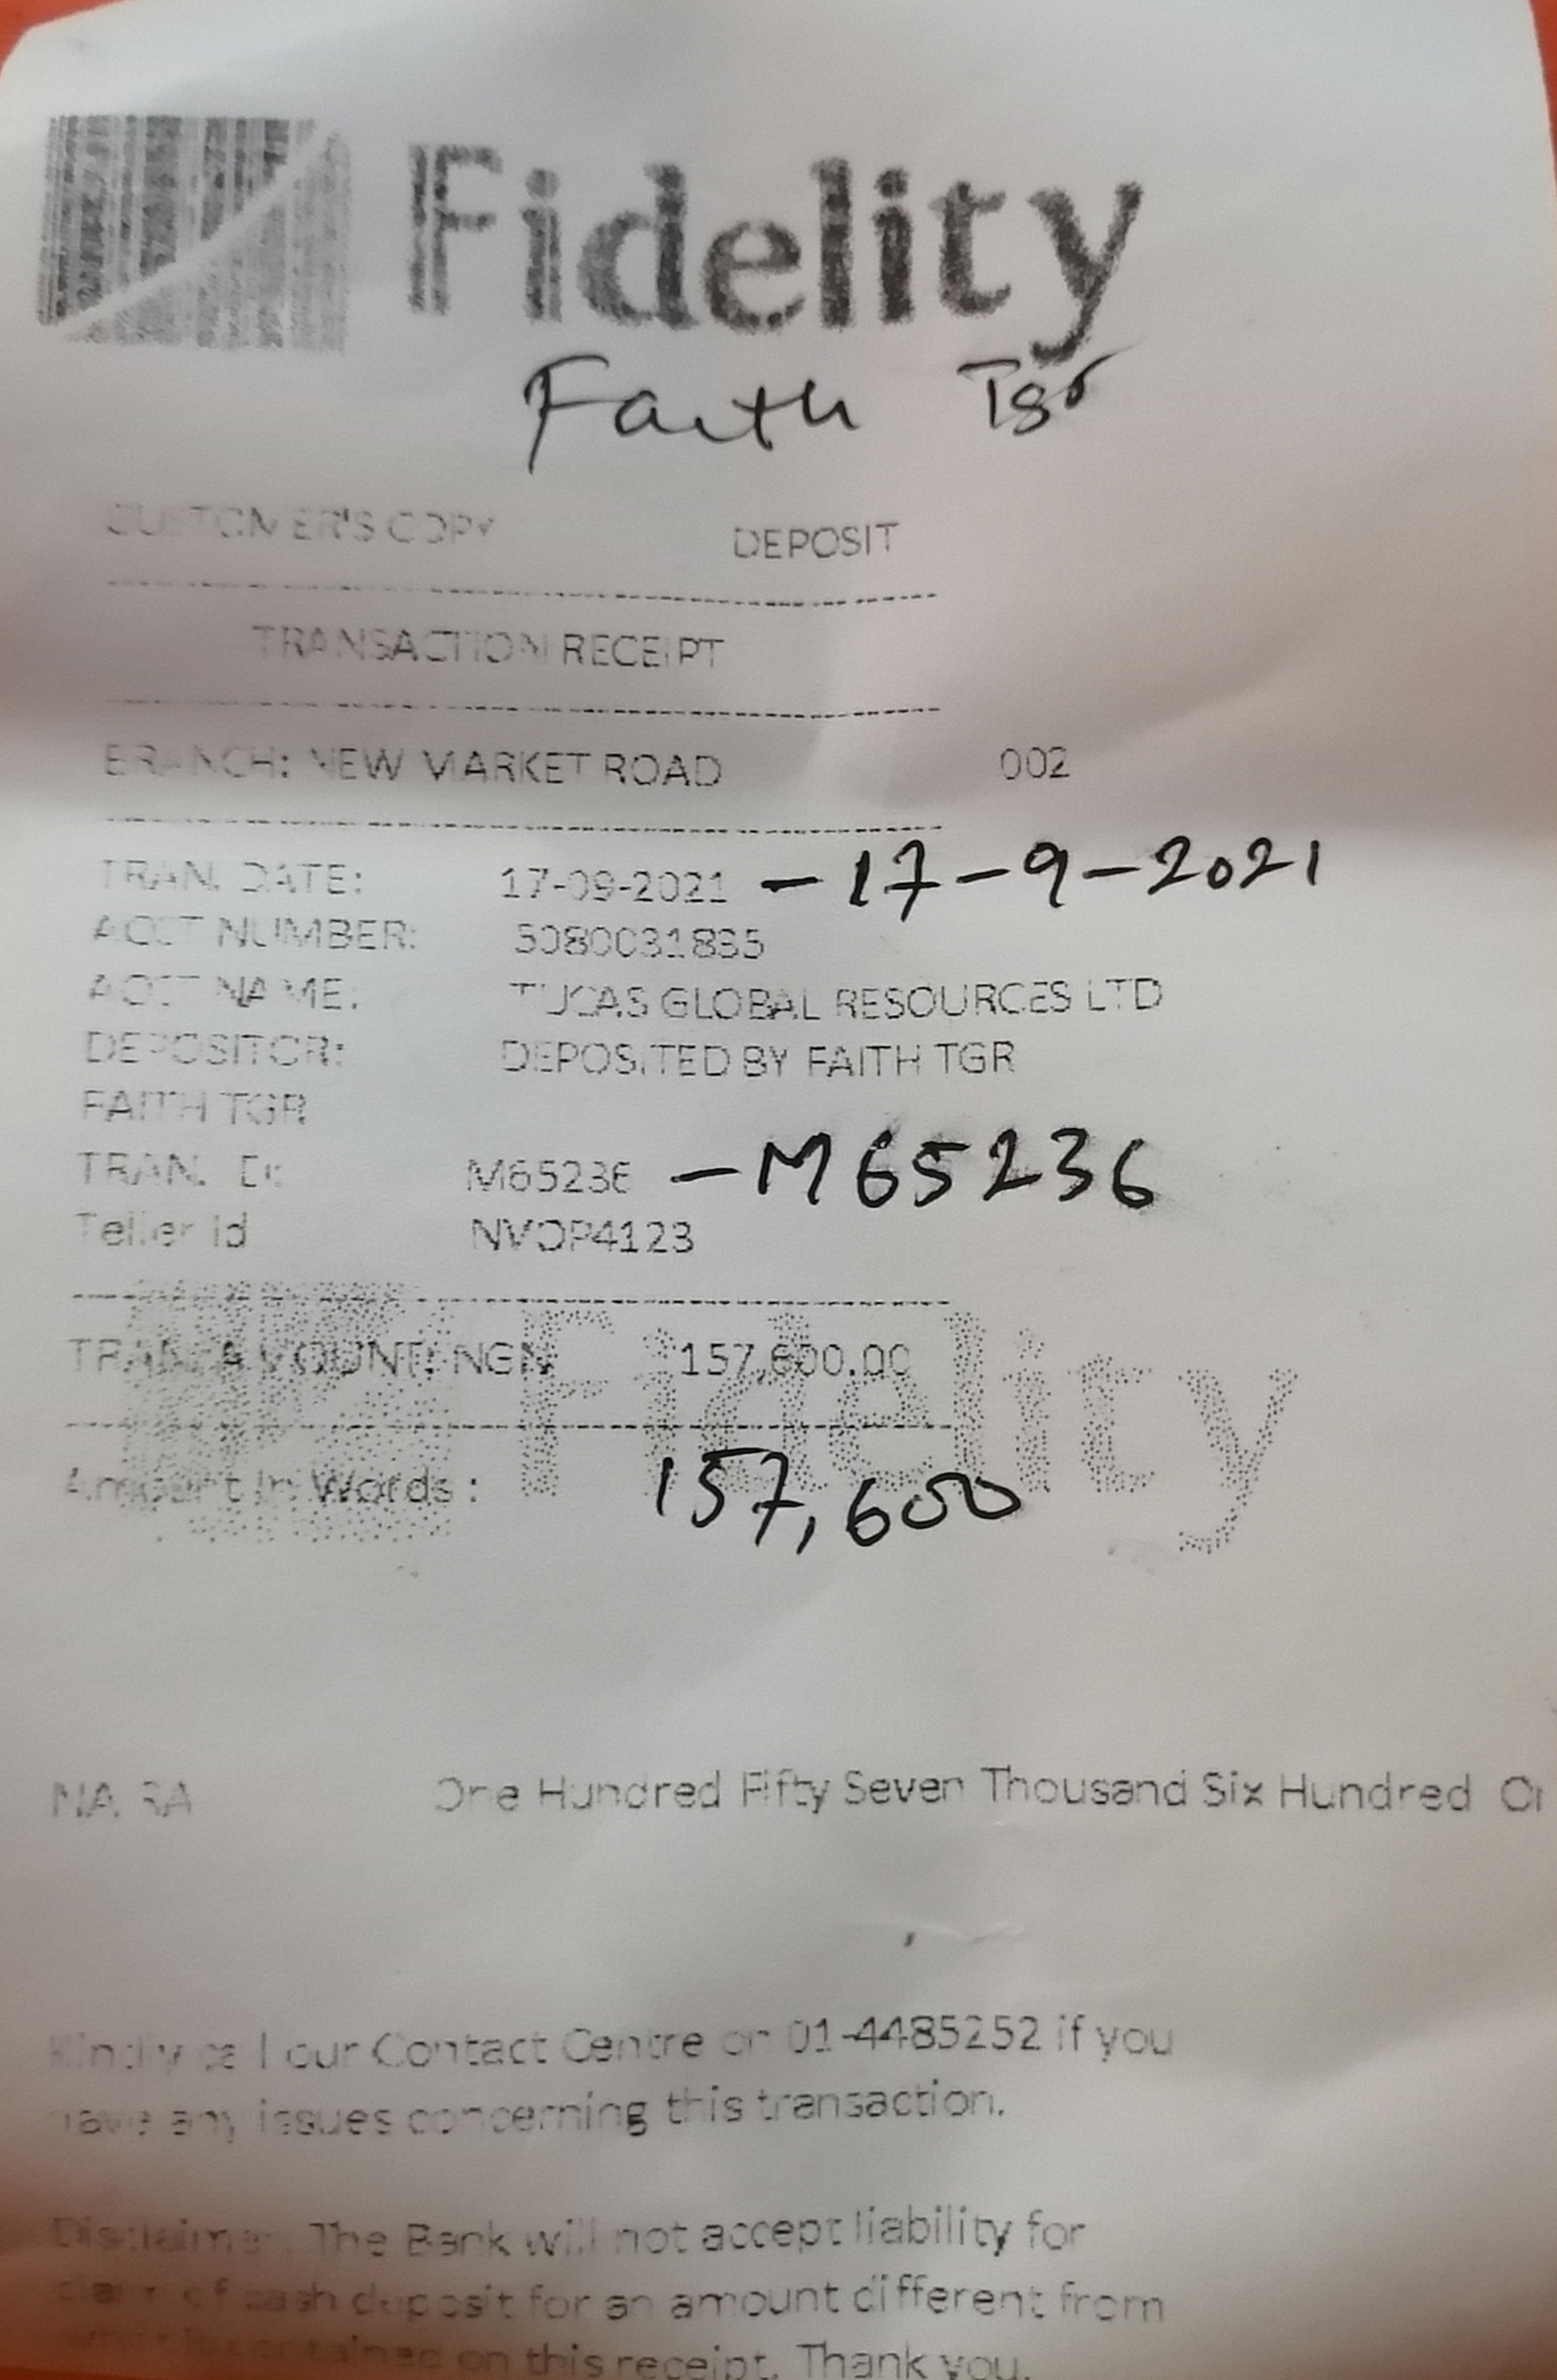 Fidelity
Faith Tgr
CUSTOMER'S COPY DEPOSIT
TRANSACTION RECEIPT
BRANCH: NEW MARKET ROAD 002
TRAN. DATE: 17-09-2021 - 17-9-2021
ACCT NUMBER: 5080031835
ACCT NAME: TUCAS GLOBAL RESOURCES LTD
DEPOSITOR: DEPOSITED BY FAITH TGR
FAITH TGR
TRAN. ID: M65236 - M65236
Teller Id NVOP4123
Fidelity
TRAN. AMOUNT: NGN 157,600.00
Amount In Words :
157,600
NAIRA One Hundred Fifty Seven Thousand Six Hundred
Kindly call our Contact Centre on 01-4485252 if you
have any issues concerning this transaction.
Disclaimer: The Bank will not accept liability for
claim of cash deposit for an amount different from
what is contained on this receipt. Thank you.